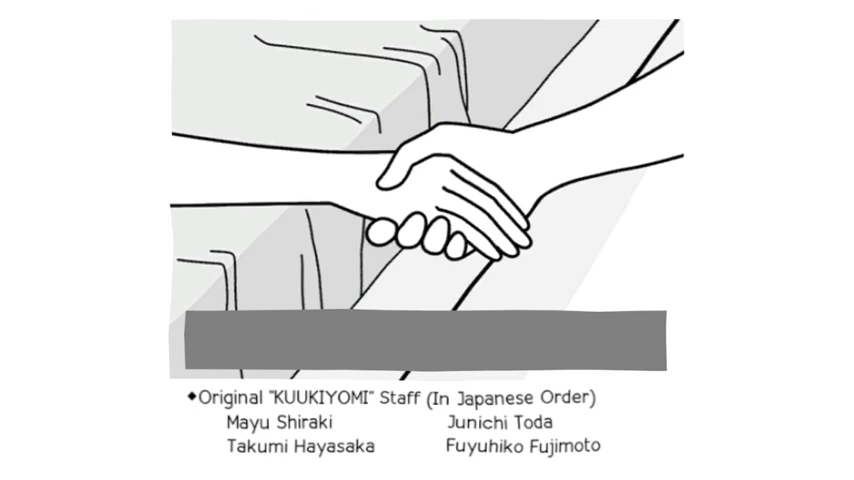 ◆Original "KUUKIYOMI" Staff (In Japanese Order)
Mayu Shiraki Junichi Toda
Takumi Hayasaka Fuyuhiko Fujimoto